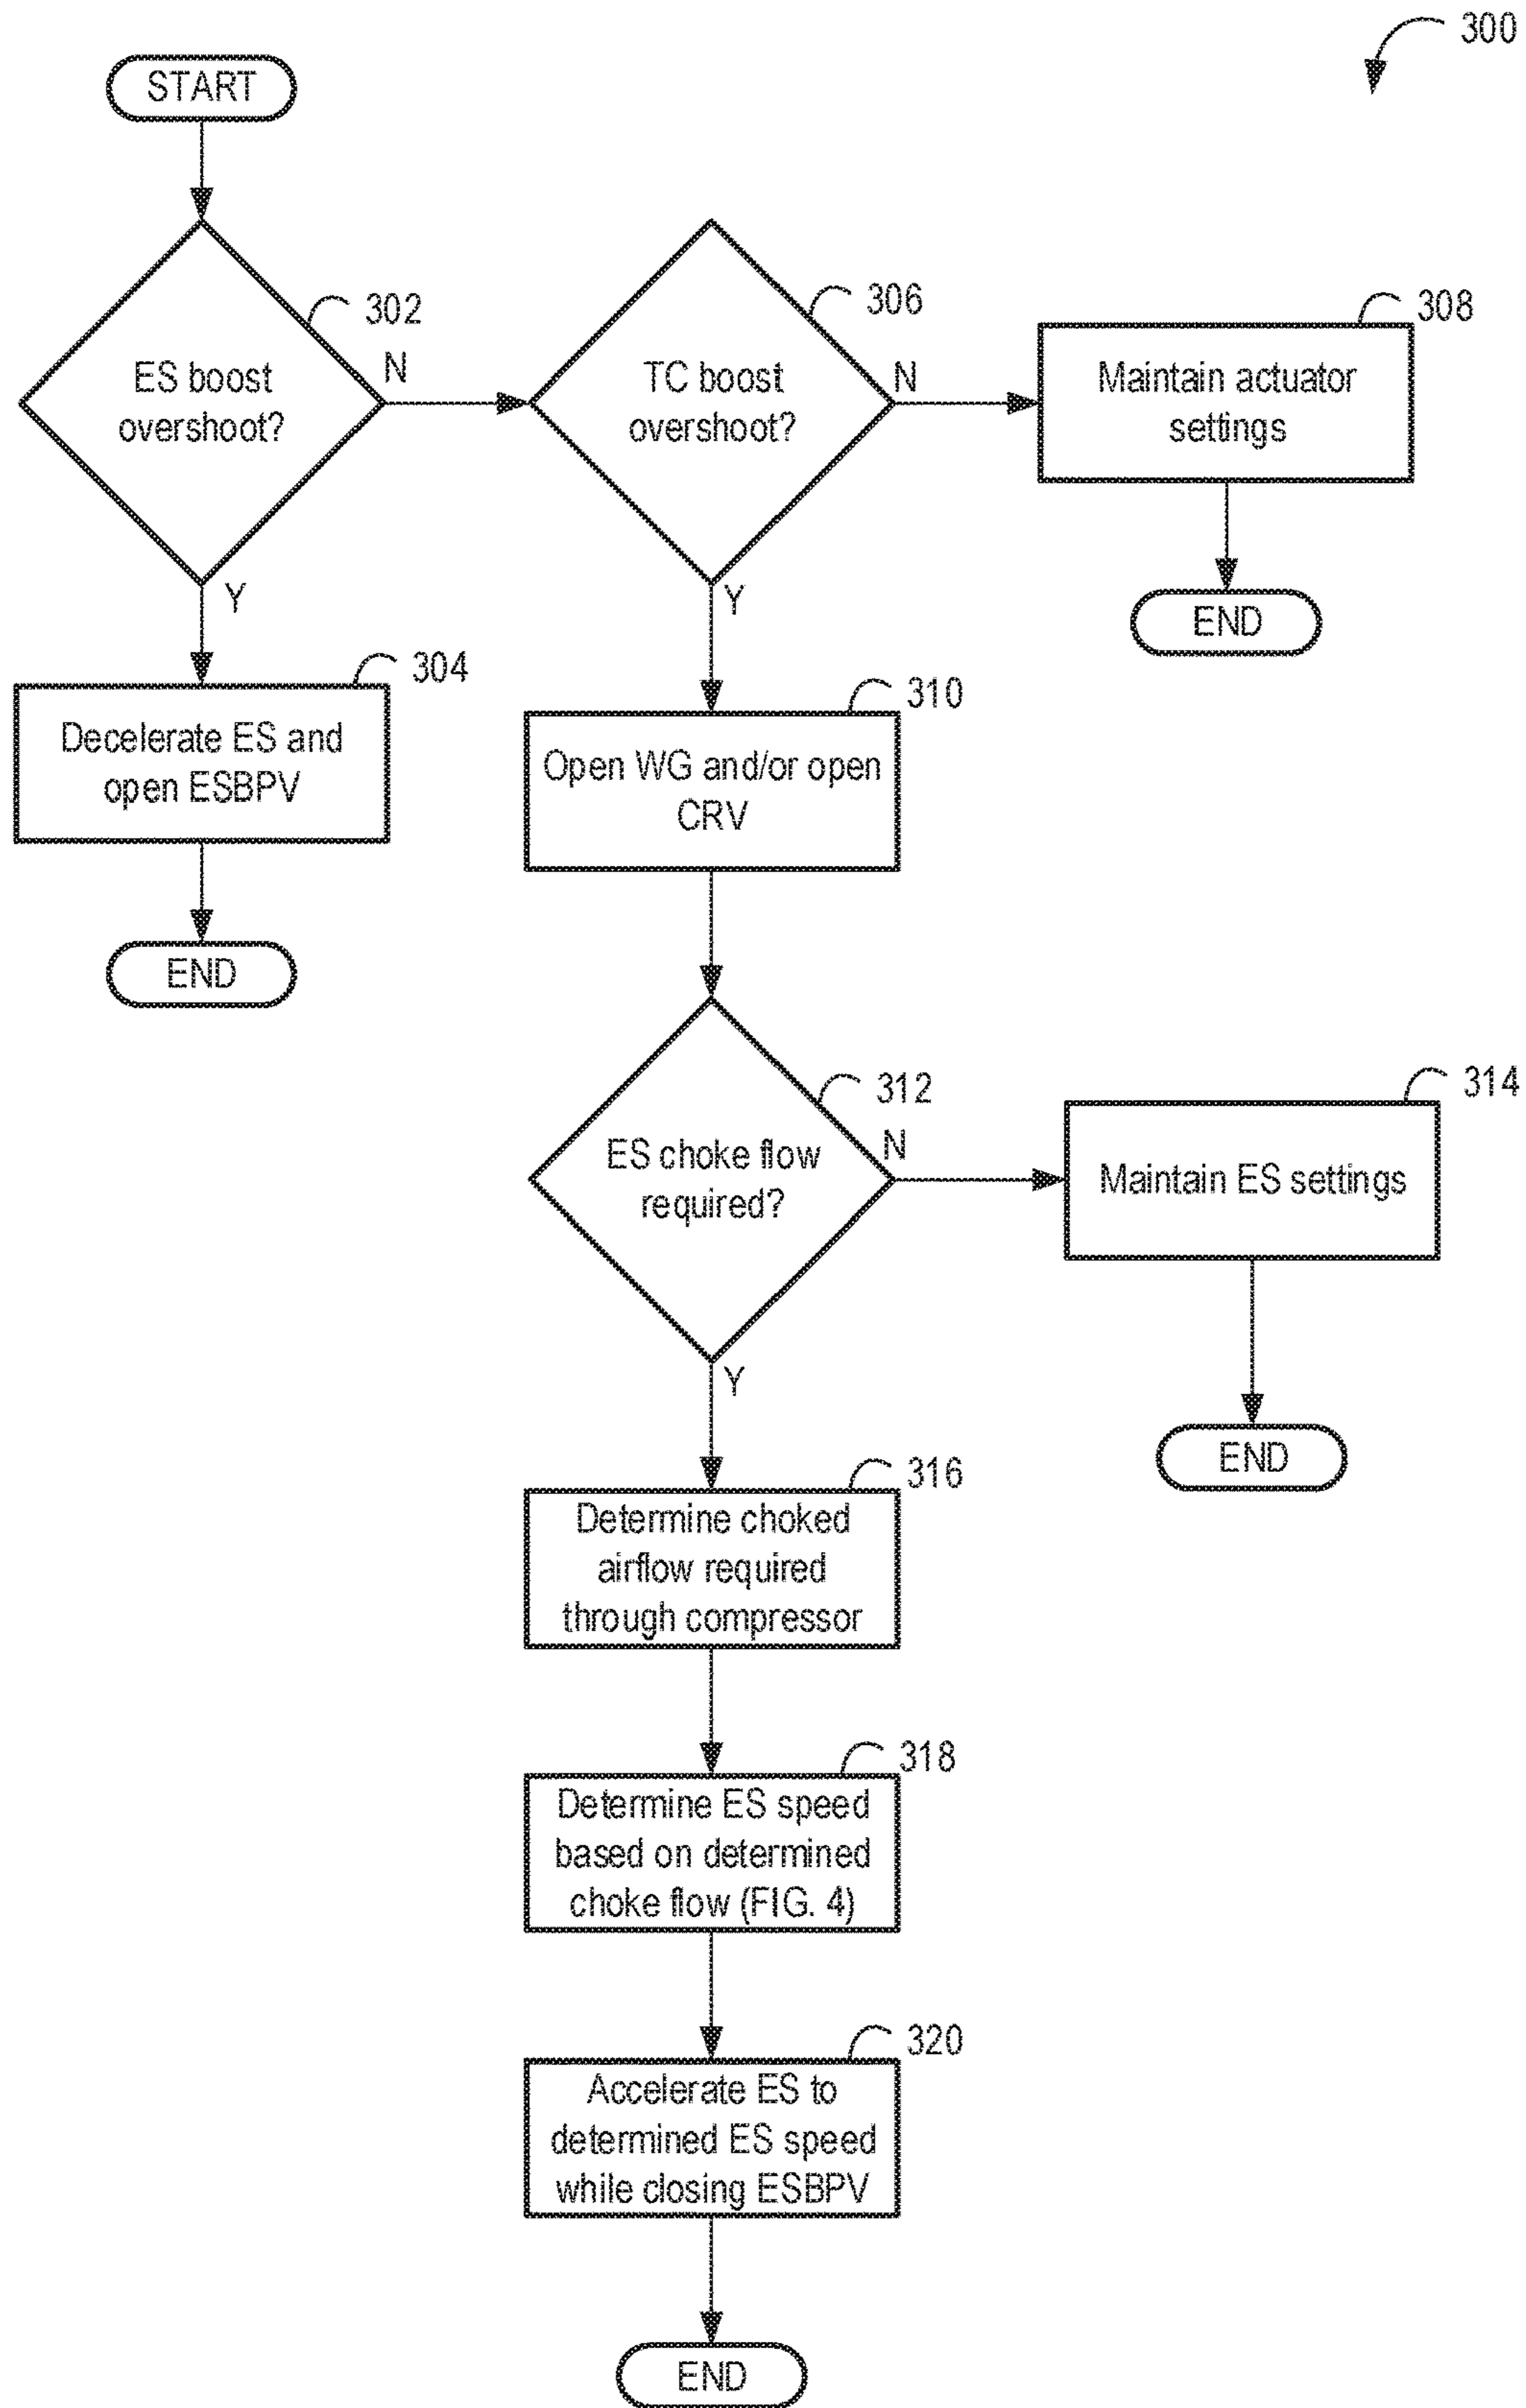 300
START
302
ES boost
overshoot?
N
Y
306
TC boost
overshoot?
N
Y
308
Maintain actuator
settings
END
304
Decelerate ES and
open ESBPV
END
310
Open WG and/or open
CRV
312
ES choke flow
required?
N
Y
314
Maintain ES settings
END
316
Determine choked
airflow required
through compressor
318
Determine ES speed
based on determined
choke flow (FIG. 4)
320
Accelerate ES to
determined ES speed
while closing ESBPV
END